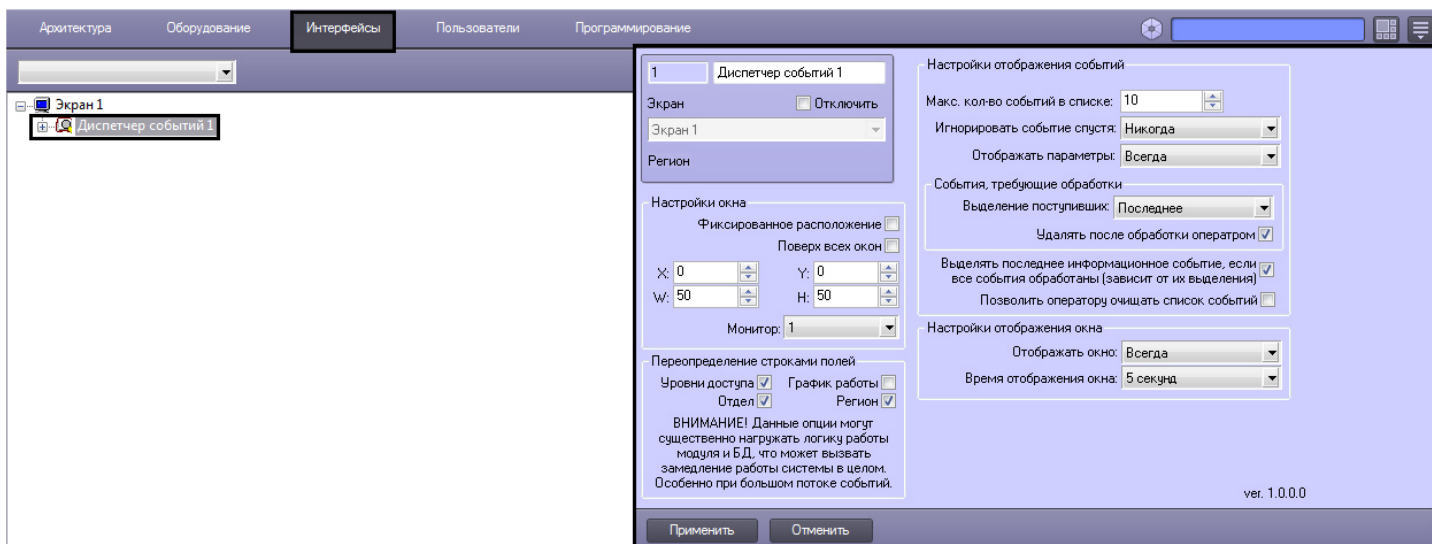 Архитектура Оборудование Интерфейсы Пользователи Программирование
Экран 1
Диспетчер событий 1
1 Диспетчер событий 1
Экран Отключить
Экран 1
Регион
Настройки окна
Фиксированное расположение
Поверх всех окон
X: 0 Y: 0
W: 50 H: 50
Монитор: 1
Переопределение строками полей
Уровни доступа График работы
Отдел Регион
ВНИМАНИЕ! Данные опции могут
существенно нагружать логику работы
модуля и БД, что может вызвать
замедление работы системы в целом.
Особенно при большом потоке событий.
Настройки отображения событий
Макс. кол-во событий в списке: 10
Игнорировать событие спустя: Никогда
Отображать параметры: Всегда
События, требующие обработки
Выделение поступивших: Последнее
Удалять после обработки оператром
Выделять последнее информационное событие, если
все события обработаны (зависит от их выделения)
Позволить оператору очищать список событий
Настройки отображения окна
Отображать окно: Всегда
Время отображения окна: 5 секунд
ver. 1.0.0.0
Применить Отменить